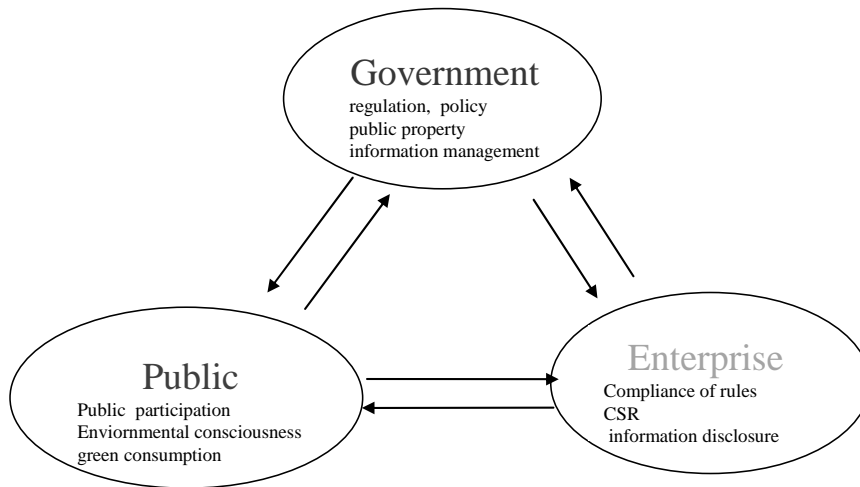 Government
regulation, policy
public property
information management
Public
Public participation
Enviornmental consciousness
green consumption
Enterprise
Compliance of rules
CSR
information disclosure